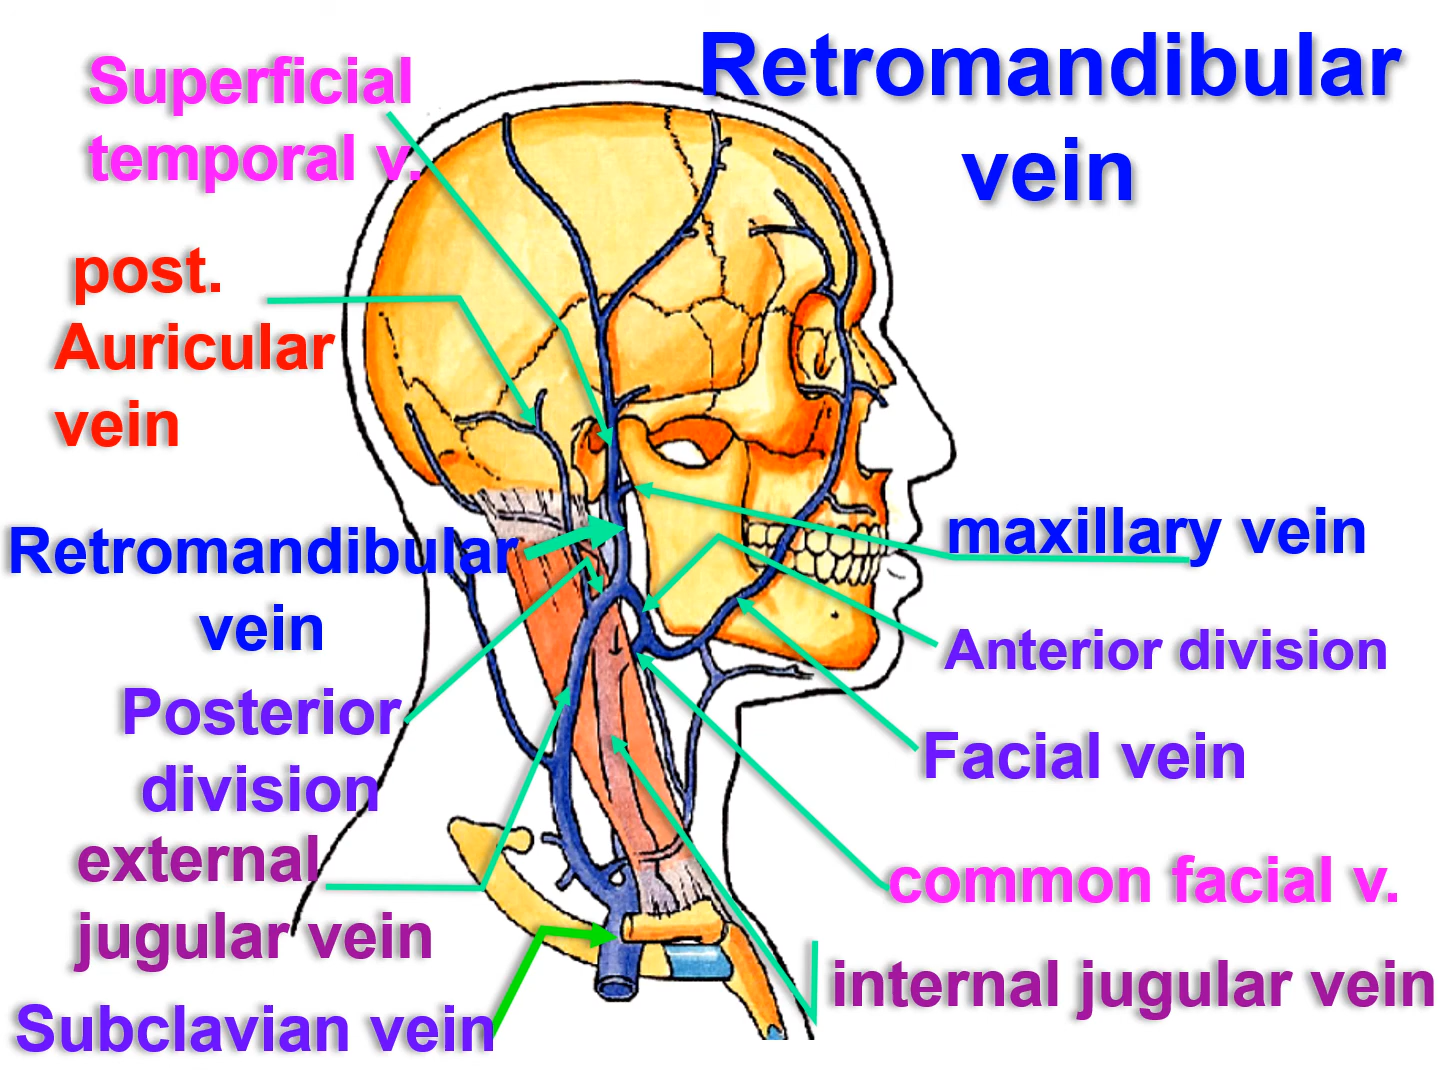 Retromandibular
vein
Superficial
temporal v.
post.
Auricular
vein
Retromandibular
vein
Posterior
division
external
jugular vein
Subclavian vein
maxillary vein
Anterior division
Facial vein
common facial v.
internal jugular vein